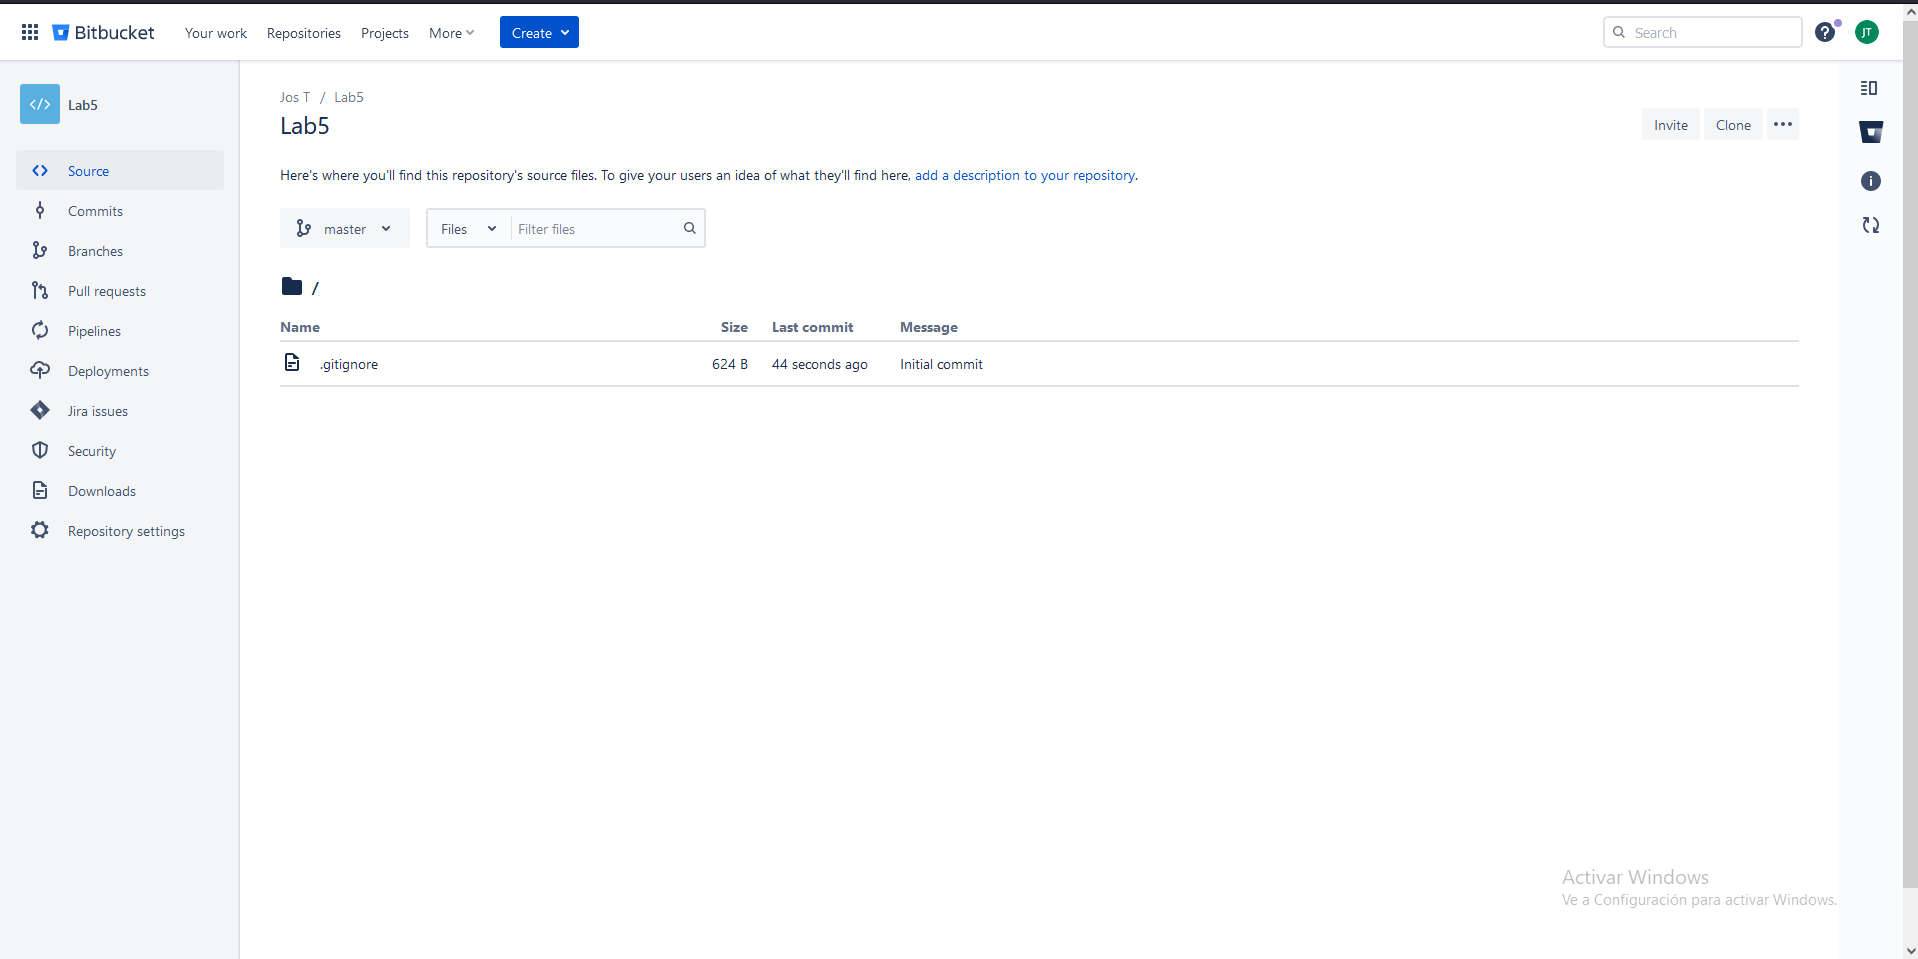 Bitbucket Your work Repositories Projects More Create Search ? JT
</> Lab5
Source
Commits
Branches
Pull requests
Pipelines
Deployments
Jira issues
Security
Downloads
Repository settings
Jos T / Lab5
Lab5
Invite Clone
Here's where you'll find this repository's source files. To give your users an idea of what they'll find here, add a description to your repository.
master Files Filter files
/
Name Size Last commit Message
.gitignore 624 B 44 seconds ago Initial commit
Activar Windows
Ve a Configuración para activar Windows.